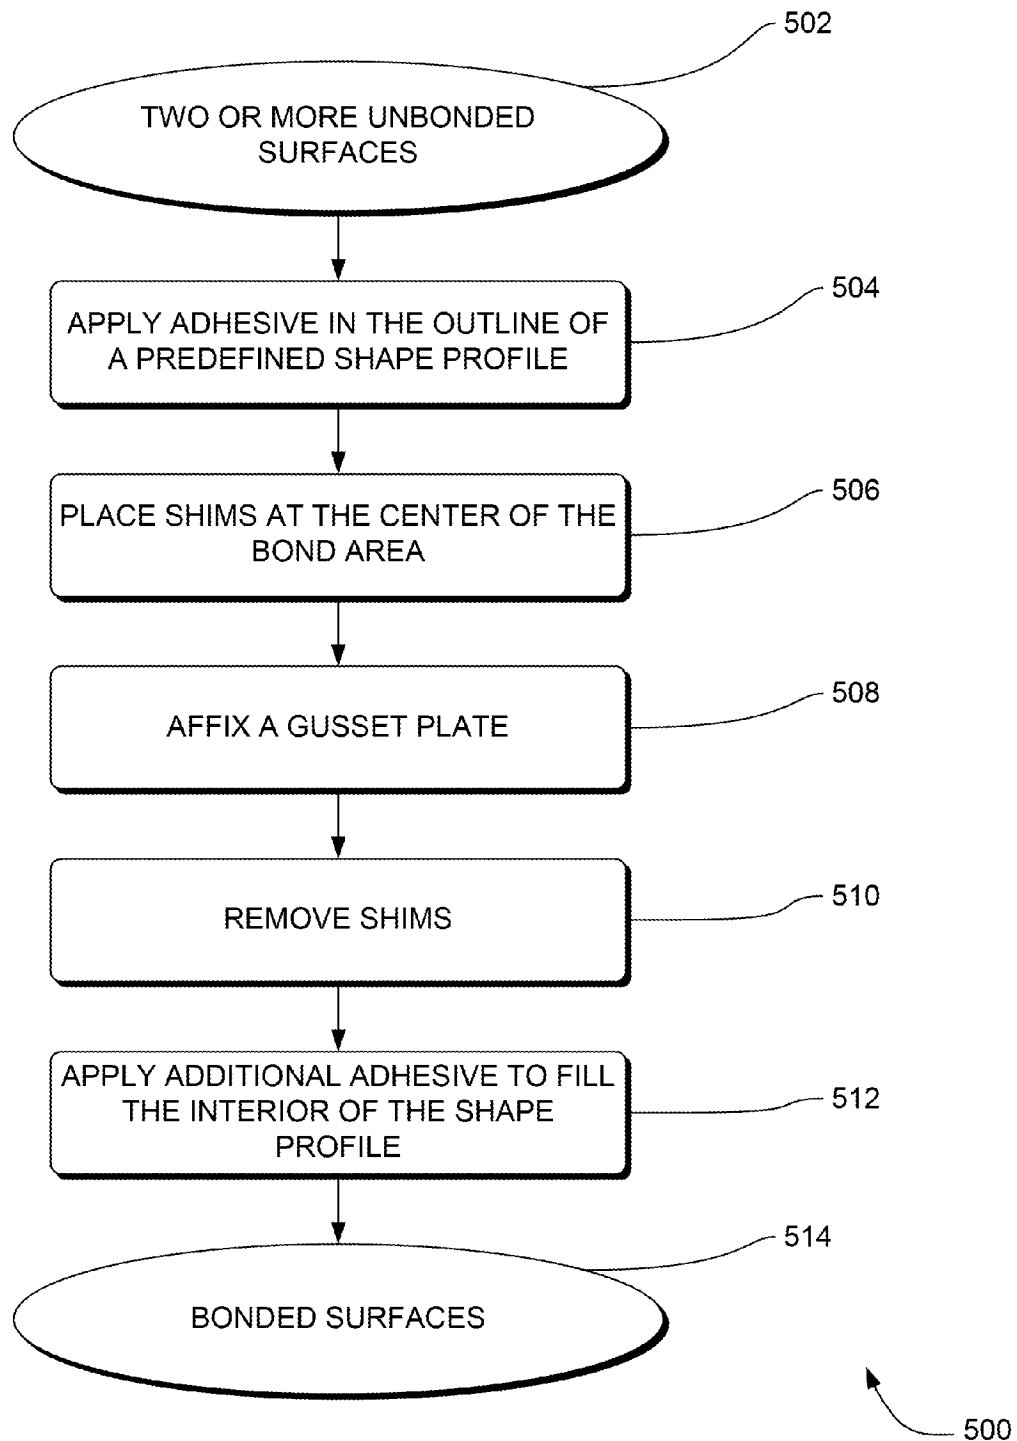 502
TWO OR MORE UNBONDED
SURFACES
504
APPLY ADHESIVE IN THE OUTLINE OF
A PREDEFINED SHAPE PROFILE
506
PLACE SHIMS AT THE CENTER OF THE
BOND AREA
508
AFFIX A GUSSET PLATE
510
REMOVE SHIMS
APPLY ADDITIONAL ADHESIVE TO FILL
THE INTERIOR OF THE SHAPE
PROFILE
512
514
BONDED SURFACES
500